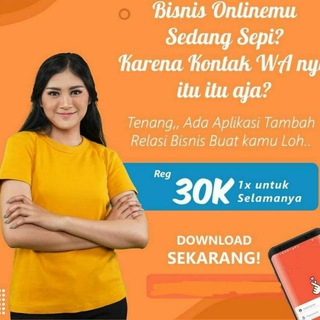 Bisnis Onlinemu
Sedang Sepi?
Karena Kontak WA ny
itu itu aja?
Tenang,, Ada Aplikasi Tambah
Relasi Bisnis Buat kamu Loh..
Reg
30K
1x untuk
Selamanya
DOWNLOAD
SEKARANG!